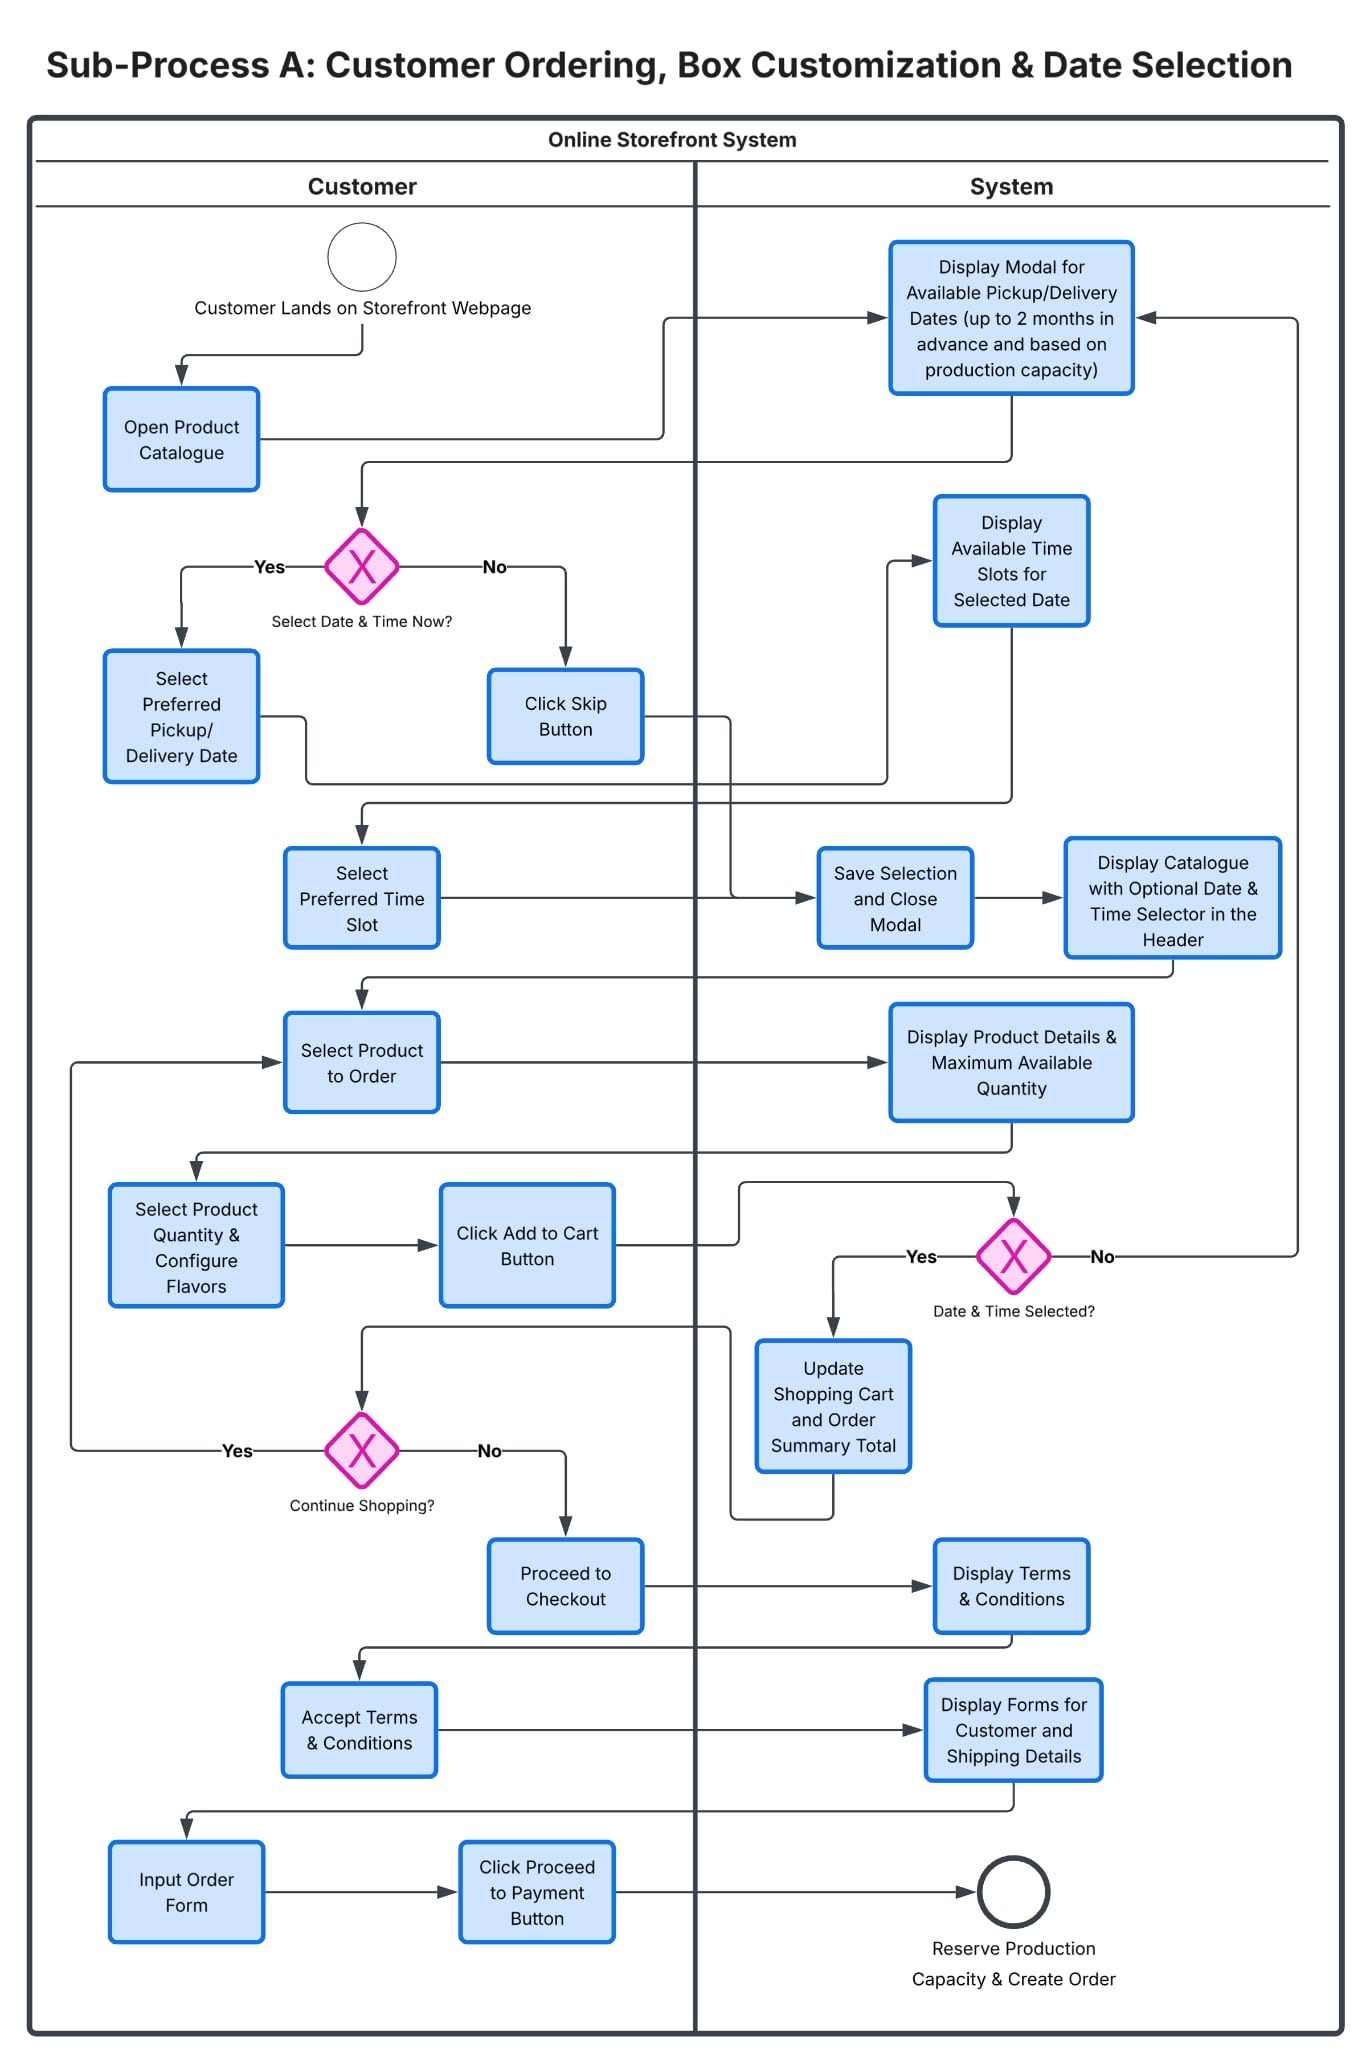 Sub-Process A: Customer Ordering, Box Customization & Date Selection
Online Storefront System
Customer
System
Customer Lands on Storefront Webpage
Display Modal for
Available Pickup/Delivery
Dates (up to 2 months in
advance and based on
production capacity)
Open Product
Catalogue
X
Yes
No
Select Date & Time Now?
Display
Available Time
Slots for
Selected Date
Select
Preferred
Pickup/
Delivery Date
Click Skip
Button
Select
Preferred Time
Slot
Save Selection
and Close
Modal
Display Catalogue
with Optional Date &
Time Selector in the
Header
Select Product
to Order
Display Product Details &
Maximum Available
Quantity
Select Product
Quantity &
Configure
Flavors
Click Add to Cart
Button
X
Yes
No
Date & Time Selected?
Update
Shopping Cart
and Order
Summary Total
X
Yes
No
Continue Shopping?
Proceed to
Checkout
Display Terms
& Conditions
Accept Terms
& Conditions
Display Forms for
Customer and
Shipping Details
Input Order
Form
Click Proceed
to Payment
Button
Reserve Production
Capacity & Create Order